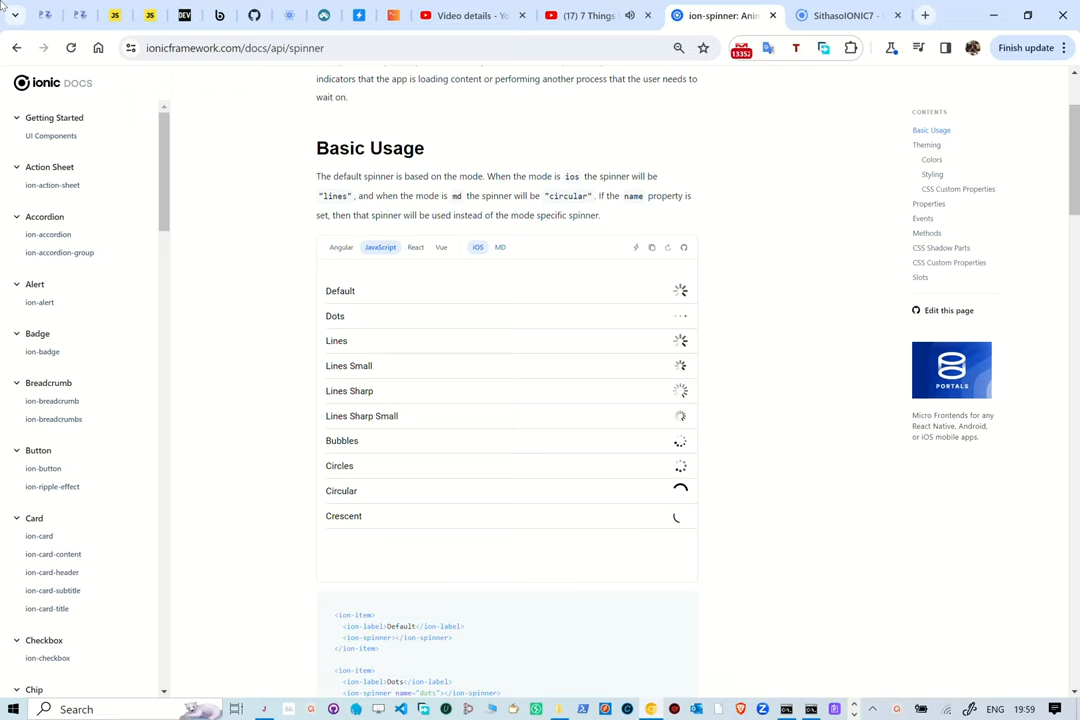 Video details - Yo
(17) 7 Things
ion-spinner: Anim
SithasoIONIC7 -
ionicframework.com/docs/api/spinner
13352
T
Finish update
JS
JS
DEV
ionic DOCS
Getting Started
UI Components
Action Sheet
ion-action-sheet
Accordion
ion-accordion
ion-accordion-group
Alert
ion-alert
Badge
ion-badge
Breadcrumb
ion-breadcrumb
ion-breadcrumbs
Button
ion-button
ion-ripple-effect
Card
ion-card
ion-card-content
ion-card-header
ion-card-subtitle
ion-card-title
Checkbox
ion-checkbox
Chip
indicators that the app is loading content or performing another process that the user needs to
wait on.
Basic Usage
The default spinner is based on the mode. When the mode is ios the spinner will be
"lines", and when the mode is md the spinner will be "circular". If the name property is
set, then that spinner will be used instead of the mode specific spinner.
Angular JavaScript React Vue iOS MD
Default
Dots
Lines
Lines Small
Lines Sharp
Lines Sharp Small
Bubbles
Circles
Circular
Crescent
<ion-item>
<ion-label>Default</ion-label>
<ion-spinner></ion-spinner>
</ion-item>
<ion-item>
<ion-label>Dots</ion-label>
<ion-spinner name="dots"></ion-spinner>
CONTENTS
Basic Usage
Theming
Colors
Styling
CSS Custom Properties
Properties
Events
Methods
CSS Shadow Parts
CSS Custom Properties
Slots
Edit this page
PORTALS
Micro Frontends for any
React Native, Android,
or iOS mobile apps.
Search
ENG 19:59